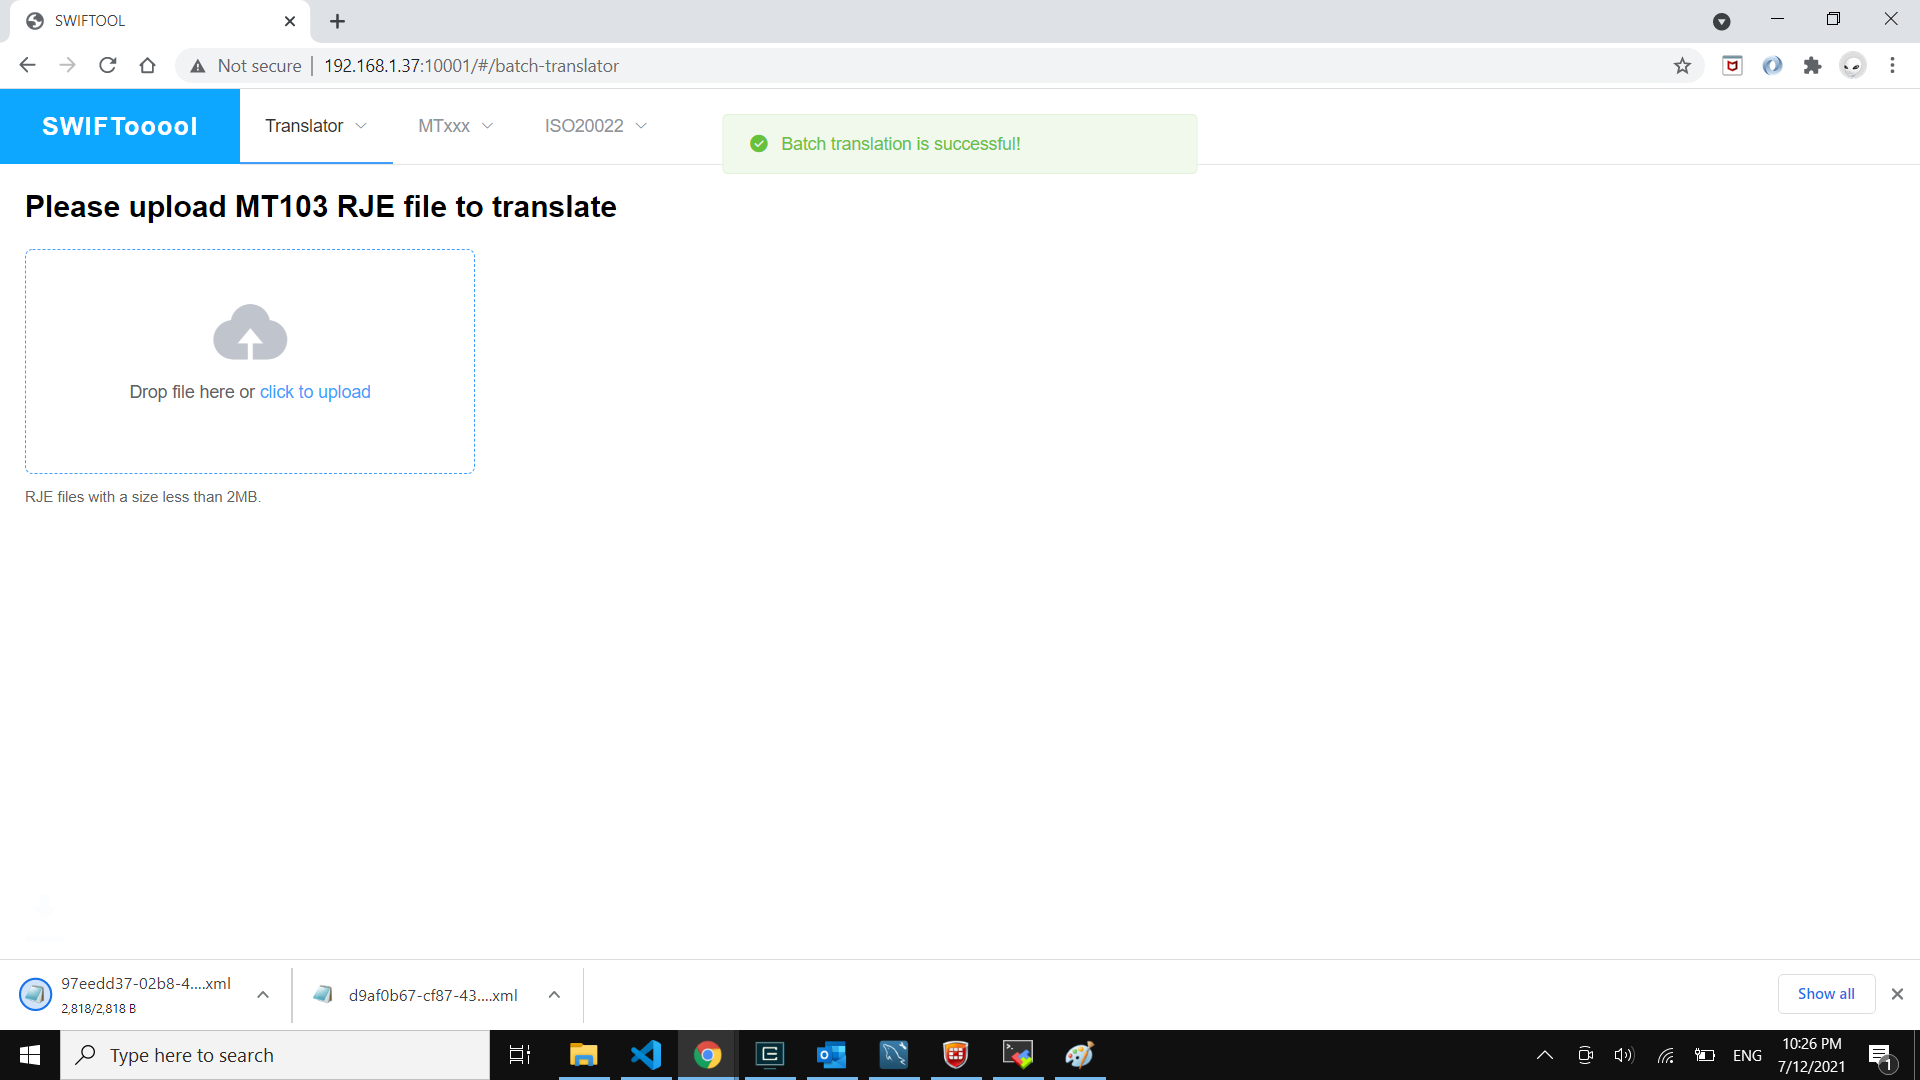 SWIFTOOL
Not secure
192.168.1.37:10001/#/batch-translator
SWIFTooool
Translator
MTxxx
ISO20022
Batch translation is successful!
Please upload MT103 RJE file to translate
Drop file here or click to upload
RJE files with a size less than 2MB.
97eedd37-02b8-4....xml
2,818/2,818 B
d9af0b67-cf87-43....xml
Show all
Type here to search
ENG
10:26 PM
7/12/2021
1